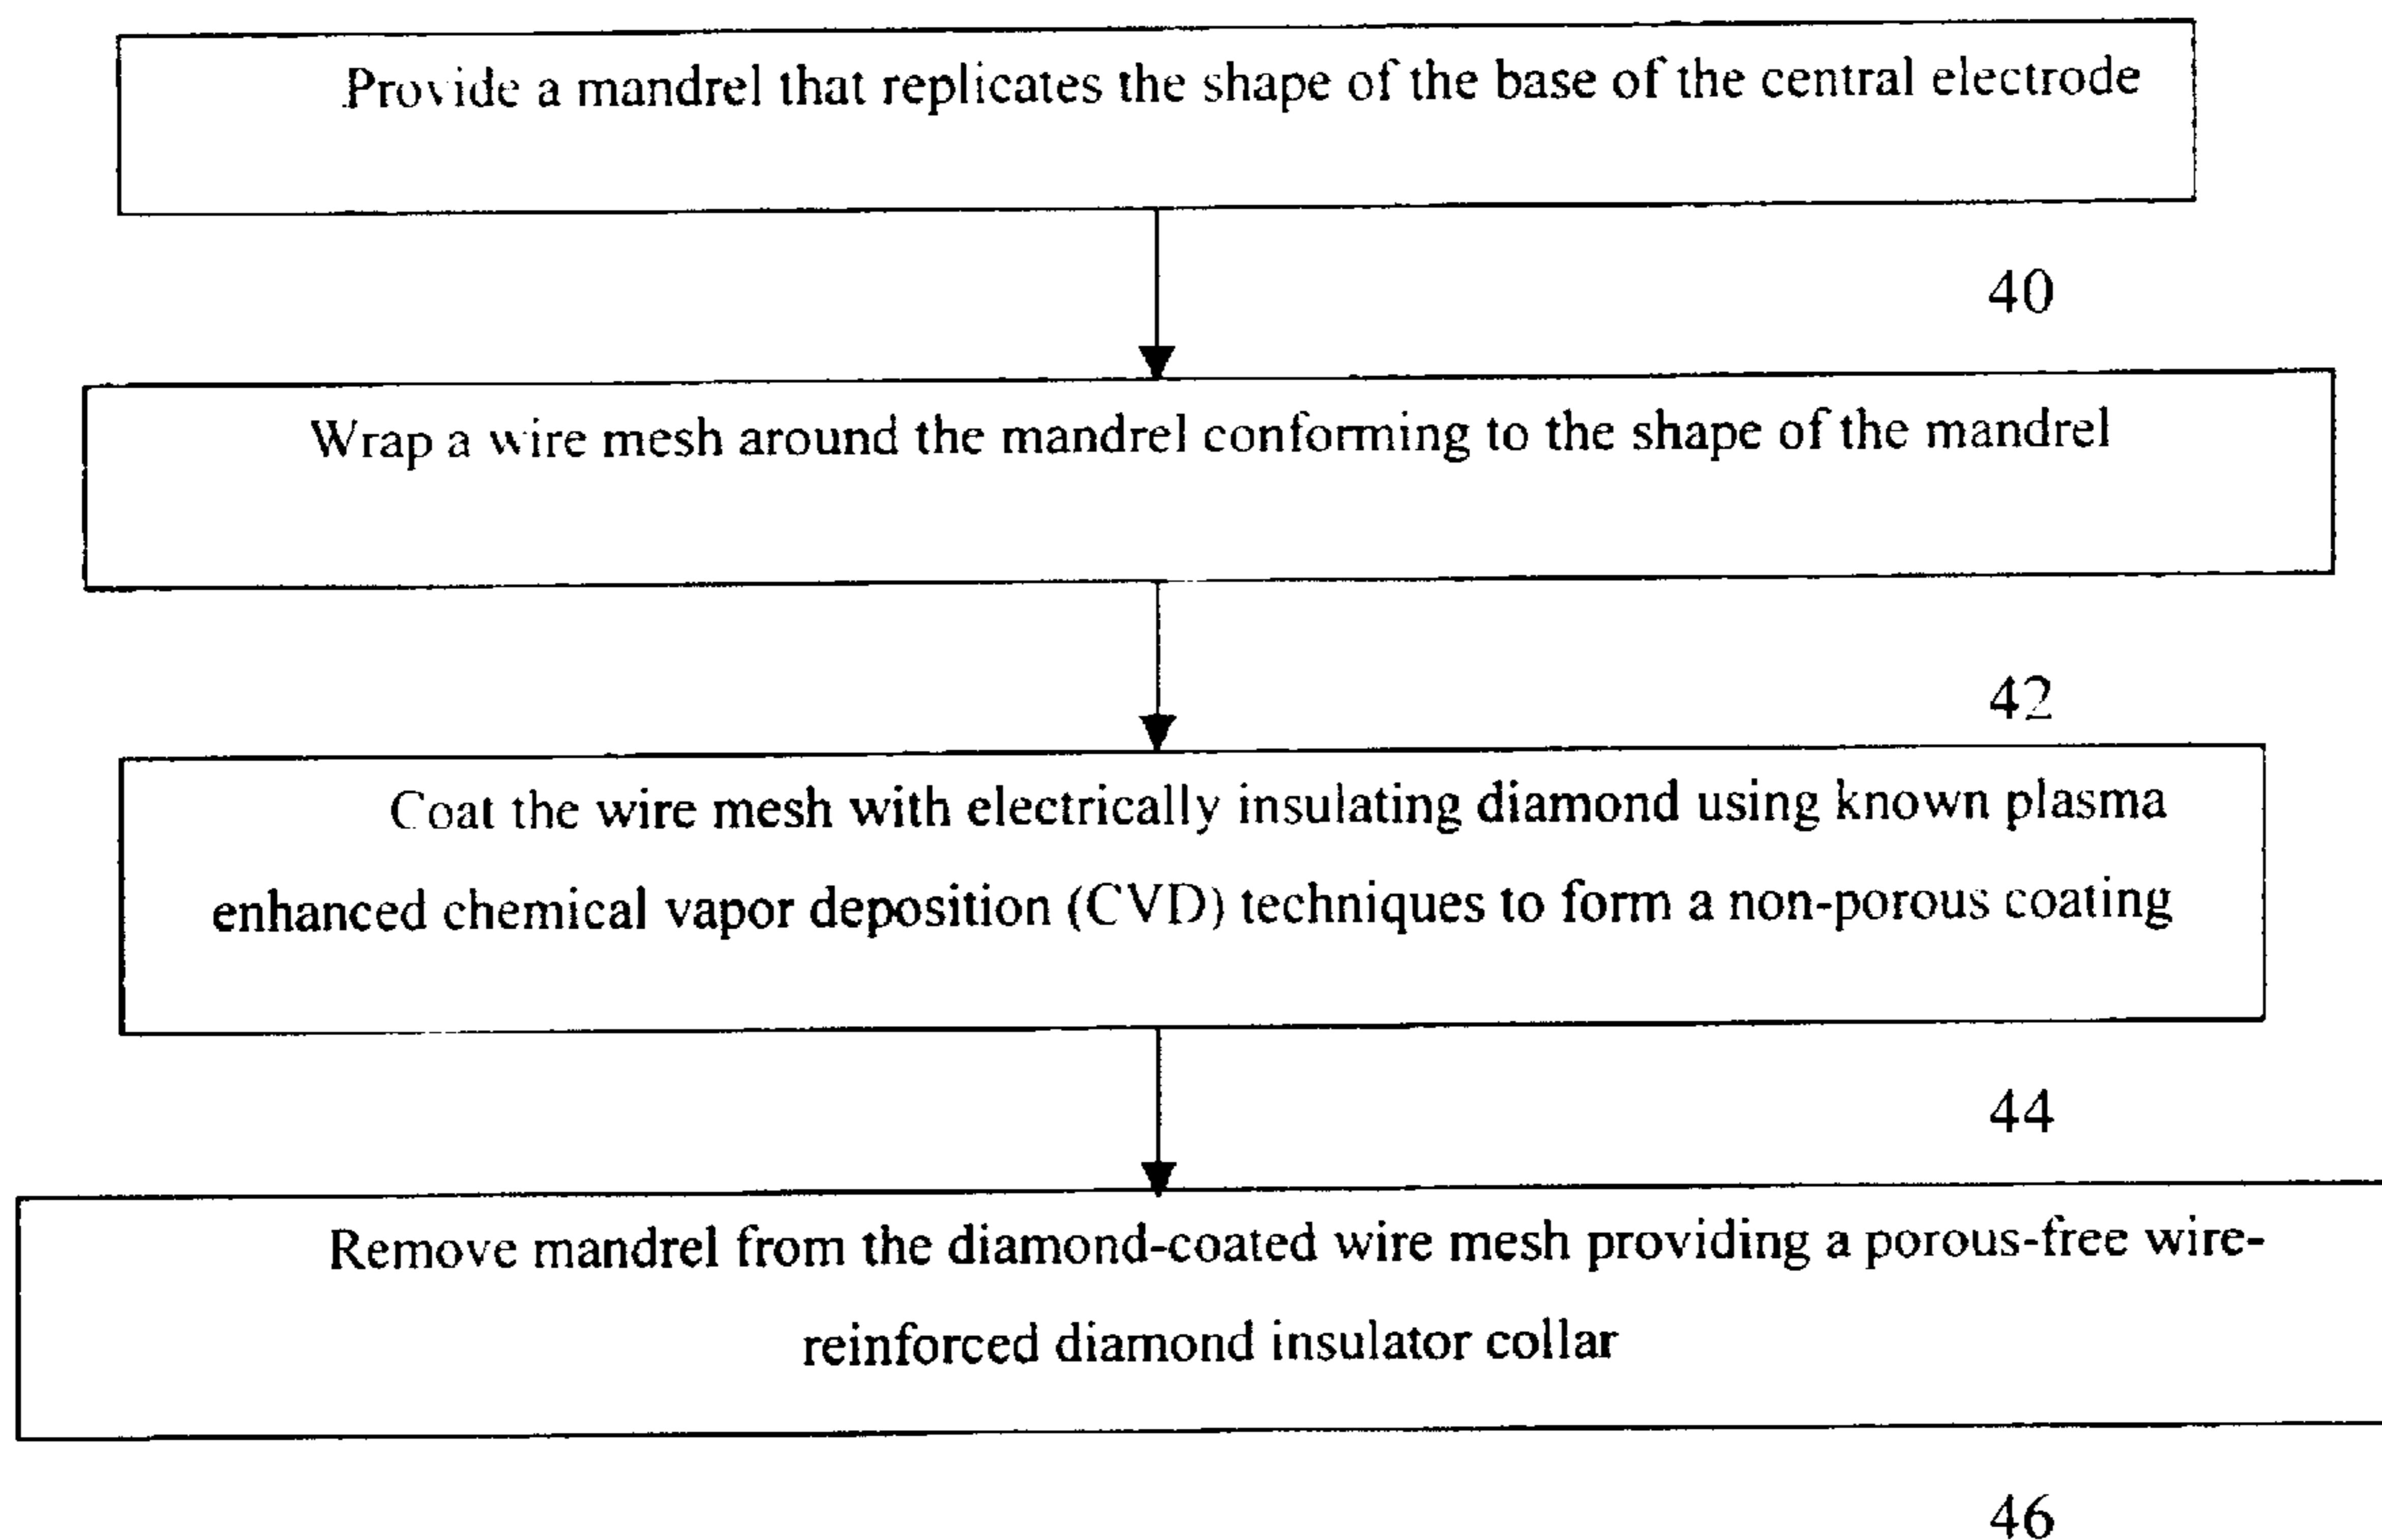 Provide a mandrel that replicates the shape of the base of the central electrode
40
Wrap a wire mesh around the mandrel conforming to the shape of the mandrel
42
Coat the wire mesh with electrically insulating diamond using known plasma
enhanced chemical vapor deposition (CVD) techniques to form a non-porous coating
44
Remove mandrel from the diamond-coated wire mesh providing a porous-free wire-
reinforced diamond insulator collar
46